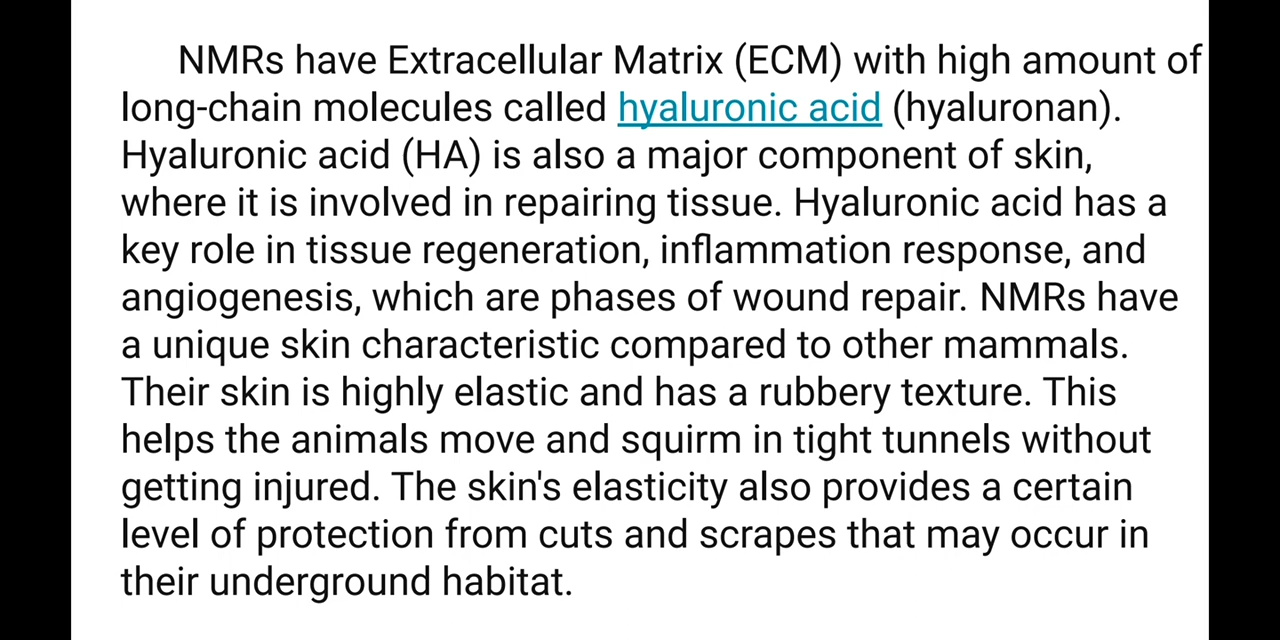 NMRs have Extracellular Matrix (ECM) with high amount of
long-chain molecules called hyaluronic acid (hyaluronan).
Hyaluronic acid (HA) is also a major component of skin,
where it is involved in repairing tissue. Hyaluronic acid has a
key role in tissue regeneration, inflammation response, and
angiogenesis, which are phases of wound repair. NMRs have
a unique skin characteristic compared to other mammals.
Their skin is highly elastic and has a rubbery texture. This
helps the animals move and squirm in tight tunnels without
getting injured. The skin's elasticity also provides a certain
level of protection from cuts and scrapes that may occur in
their underground habitat.